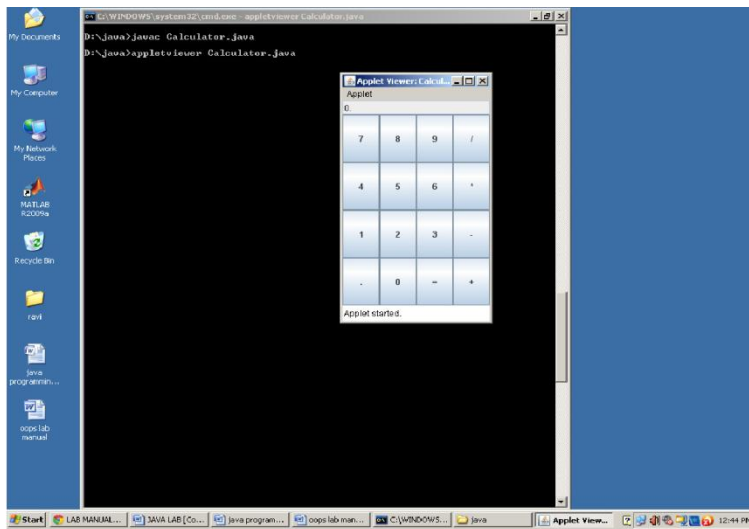 My Documents
My Computer
My Network
Places
MATLAB
R2009a
Recycle Bin
ravi
java
programmin...
oops lab
manual
C:\WINDOWS\system32\cmd.exe - appletviewer Calculator.java
D:\java>javac Calculator.java
D:\java>appletviewer Calculator.java
Applet Viewer: Calcul...
Applet
0.
7 8 9 /
4 5 6 *
1 2 3 -
. 0 = +
Applet started.
Start LAB MANUAL... JAVA LAB [Co... java program... oops lab man... C:\WINDOWS... java Applet View... 12:44 PM